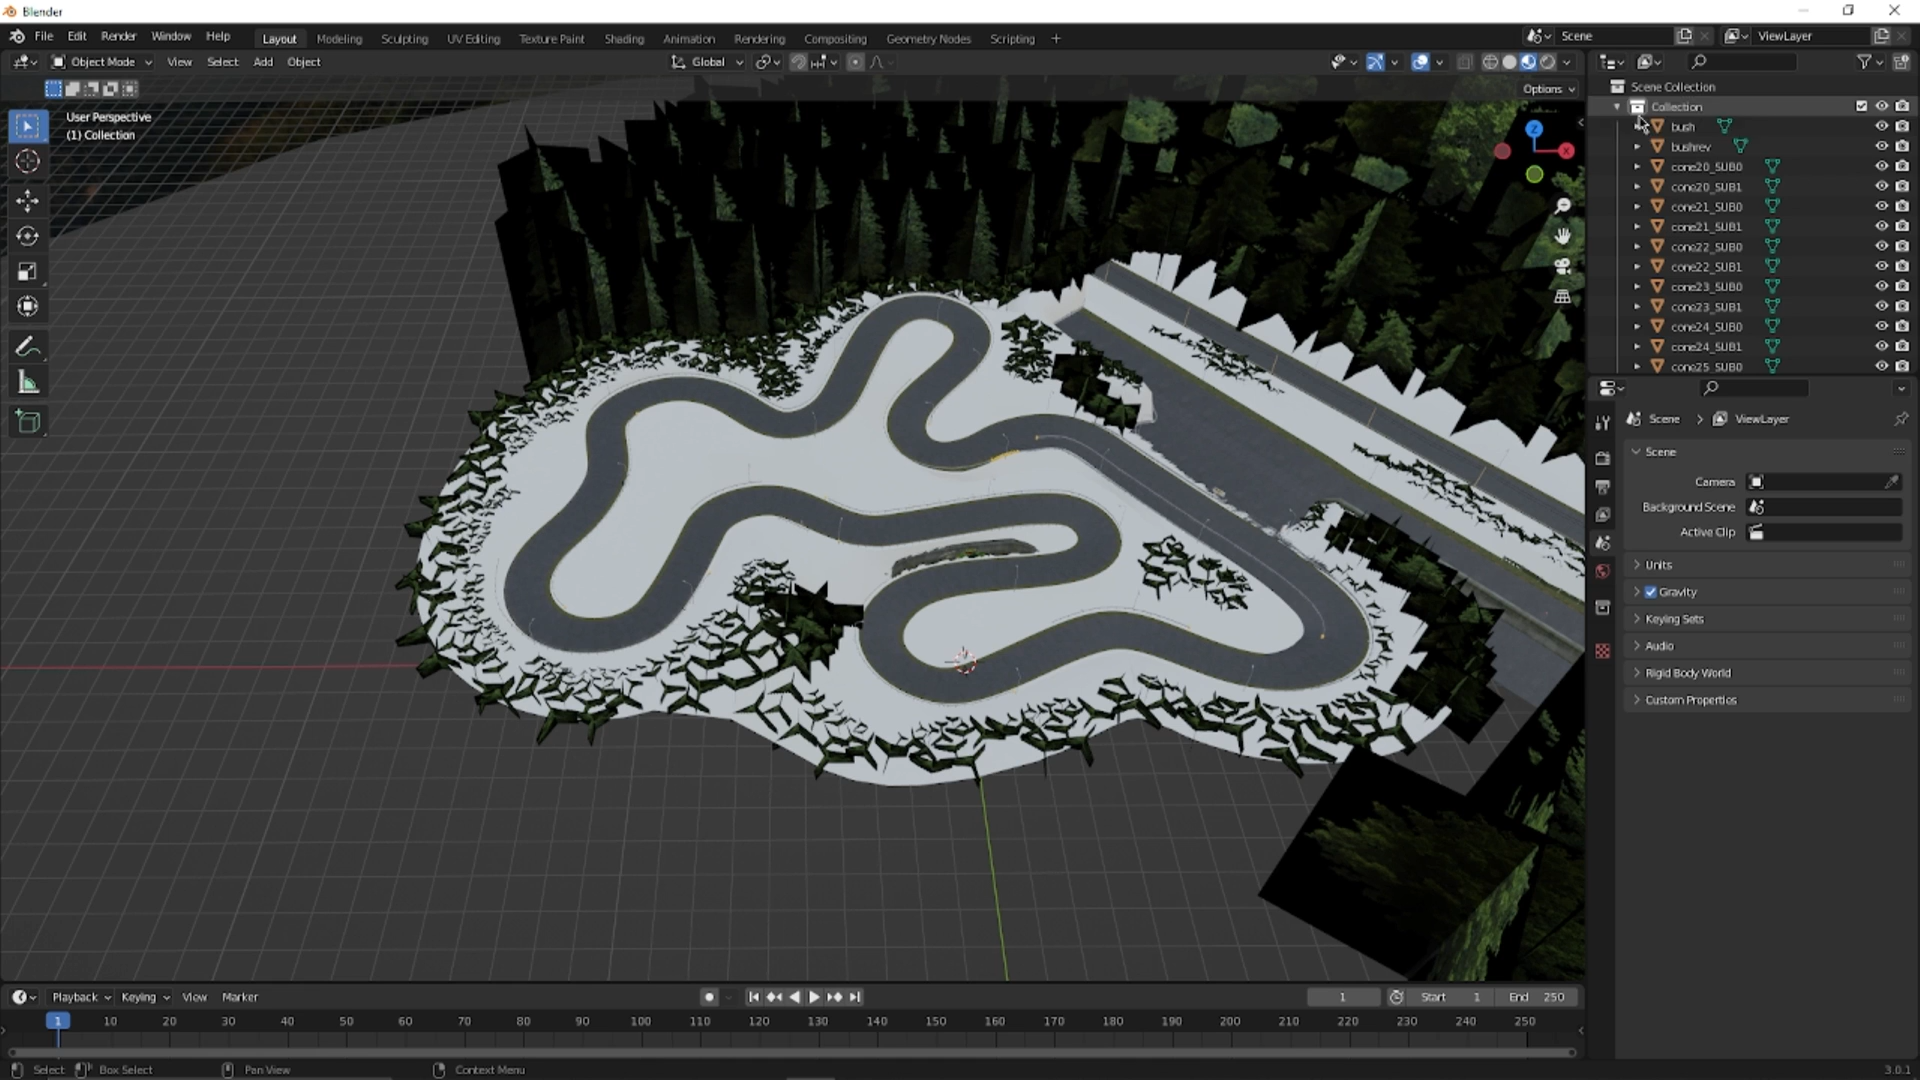 Blender
File Edit Render Window Help Layout Modeling Sculpting UV Editing Texture Paint Shading Animation Rendering Compositing Geometry Nodes Scripting + Scene ViewLayer
Object Mode View Select Add Object Global
Options
User Perspective
(1) Collection
Z
X
Scene Collection
Collection
bush
bushrev
cone20_SUB0
cone20_SUB1
cone21_SUB0
cone21_SUB1
cone22_SUB0
cone22_SUB1
cone23_SUB0
cone23_SUB1
cone24_SUB0
cone24_SUB1
cone25_SUB0
Scene > ViewLayer
Scene
Camera
Background Scene
Active Clip
Units
Gravity
Keying Sets
Audio
Rigid Body World
Custom Properties
Playback Keying View Marker 1 Start 1 End 250
1 10 20 30 40 50 60 70 80 90 100 110 120 130 140 150 160 170 180 190 200 210 220 230 240 250
Select Box Select Pan View Context Menu 3.0.1